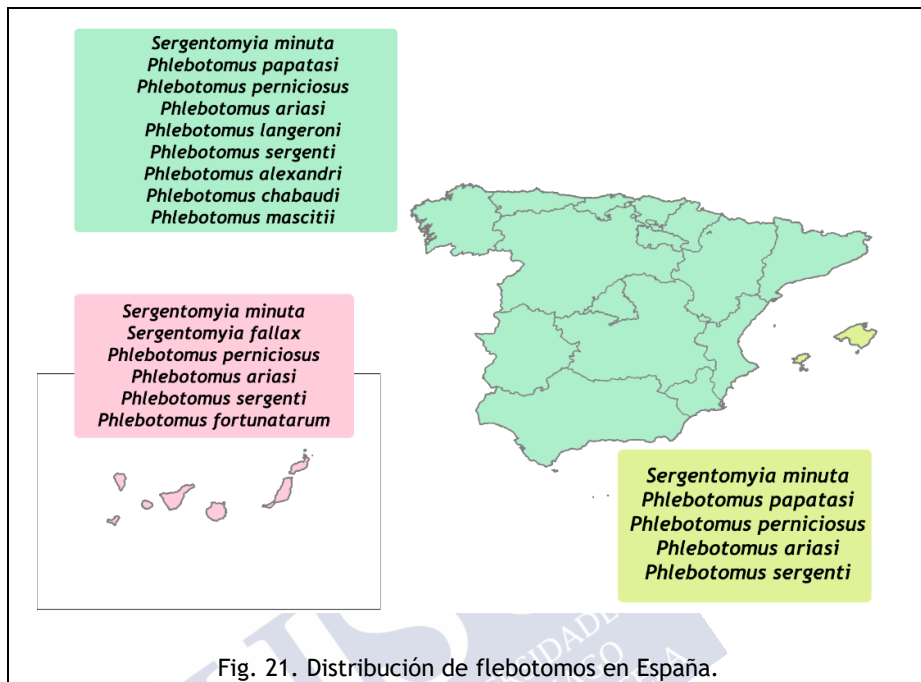 Sergentomyia minuta
Phlebotomus papatasi
Phlebotomus perniciosus
Phlebotomus ariasi
Phlebotomus langeroni
Phlebotomus sergenti
Phlebotomus alexandri
Phlebotomus chabaudi
Phlebotomus mascitii
Sergentomyia minuta
Sergentomyia fallax
Phlebotomus perniciosus
Phlebotomus ariasi
Phlebotomus sergenti
Phlebotomus fortunatarum
Sergentomyia minuta
Phlebotomus papatasi
Phlebotomus perniciosus
Phlebotomus ariasi
Phlebotomus sergenti
Fig. 21. Distribución de flebotomos en España.